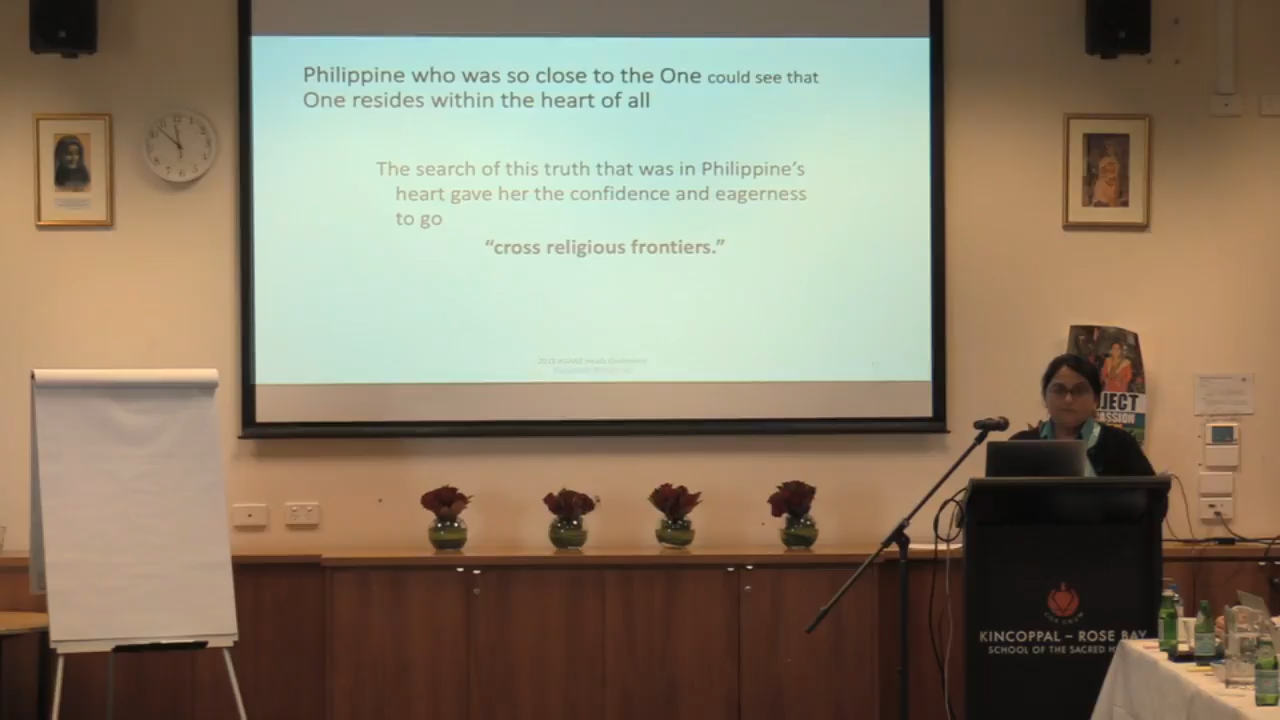 Philippine who was so close to the One could see that
One resides within the heart of all
The search of this truth that was in Philippine's
heart gave her the confidence and eagerness
to go
“cross religious frontiers.”
JECT
ASSION
KINCOPPAL – ROSE BAY
SCHOOL OF THE SACRED